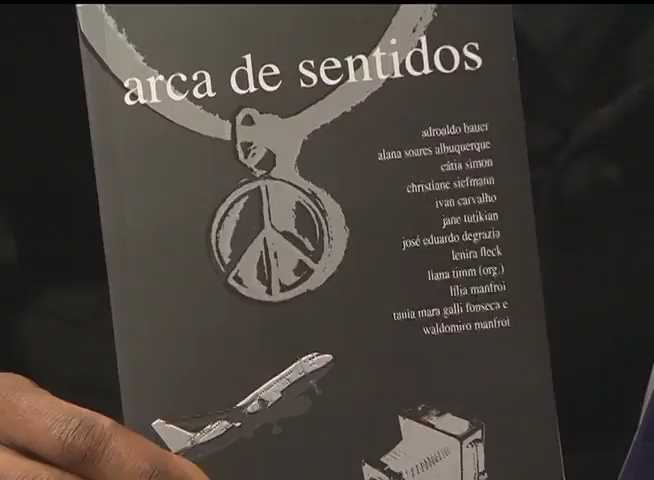 arca de sentidos
adroaldo bauer
alana soares albuquerque
cátia simon
christiane siefmann
ivan carvalho
jane tutikian
josé eduardo degrazia
lenira fleck
liana timm (org.)
lilia manfroi
tania mara galli fonseca e
waldomiro manfroi